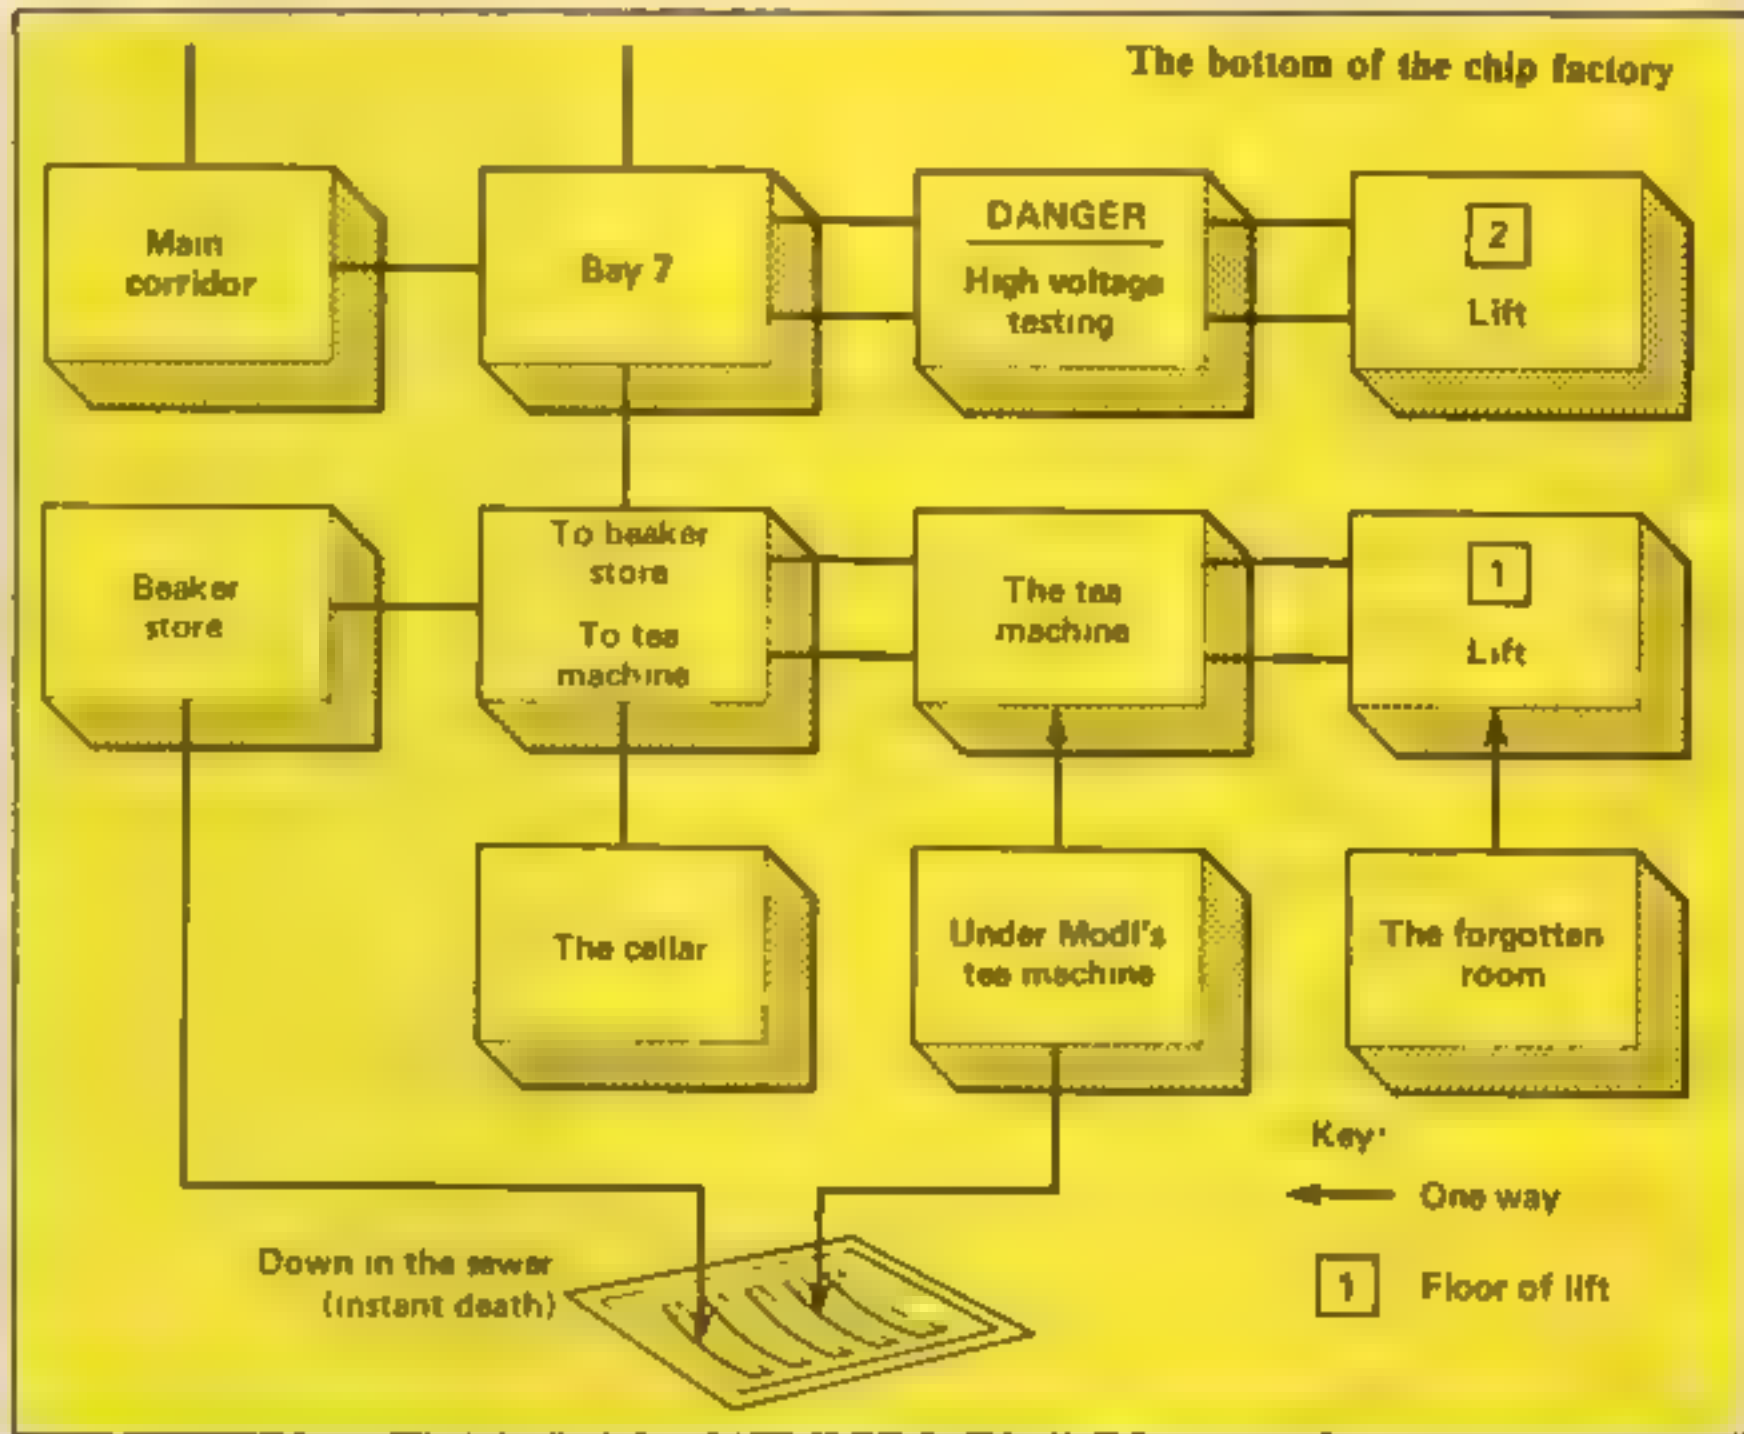 The bottom of the chip factory
Main
corridor
Bay 7
DANGER
High voltage
testing
2
Lift
Beaker
store
To beaker
store
To tea
machine
The tea
machine
1
Lift
The cellar
Under Modl's
tea machine
The forgotten
room
Key:
One way
1
Floor of lift
Down in the sewer
(instant death)